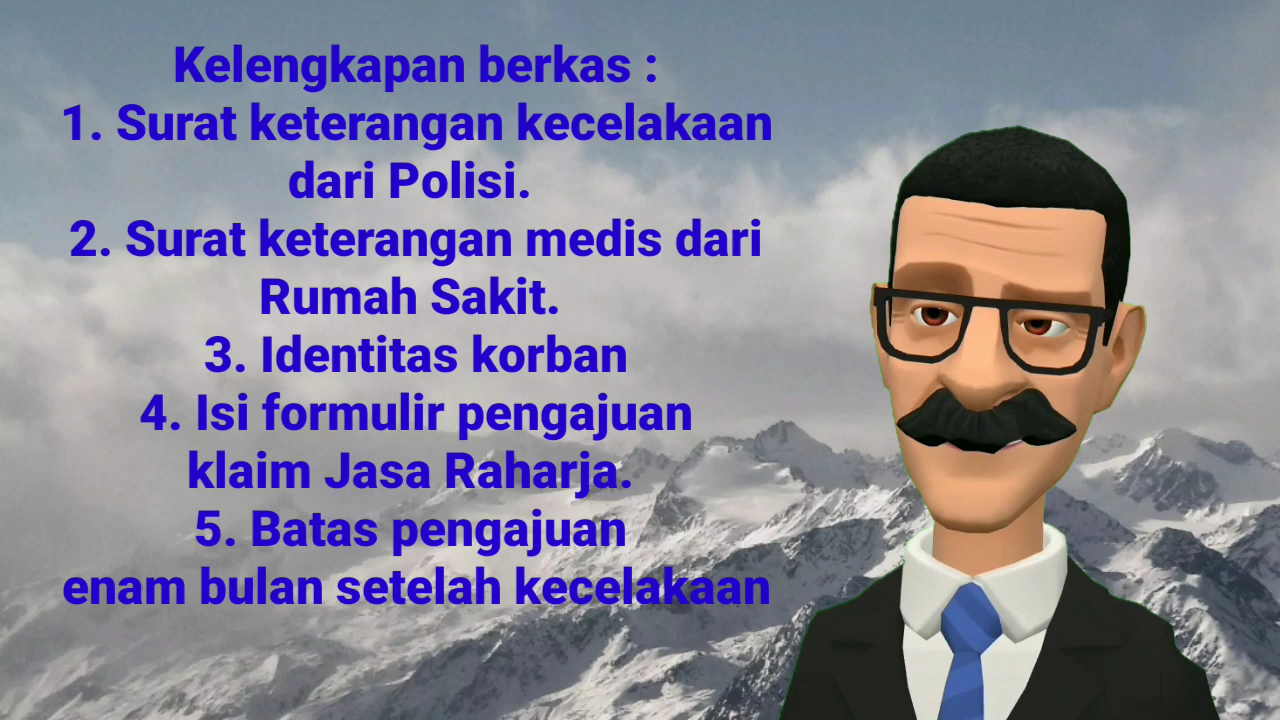 Kelengkapan berkas :
1. Surat keterangan kecelakaan
dari Polisi.
2. Surat keterangan medis dari
Rumah Sakit.
3. Identitas korban
4. Isi formulir pengajuan
klaim Jasa Raharja.
5. Batas pengajuan
enam bulan setelah kecelakaan